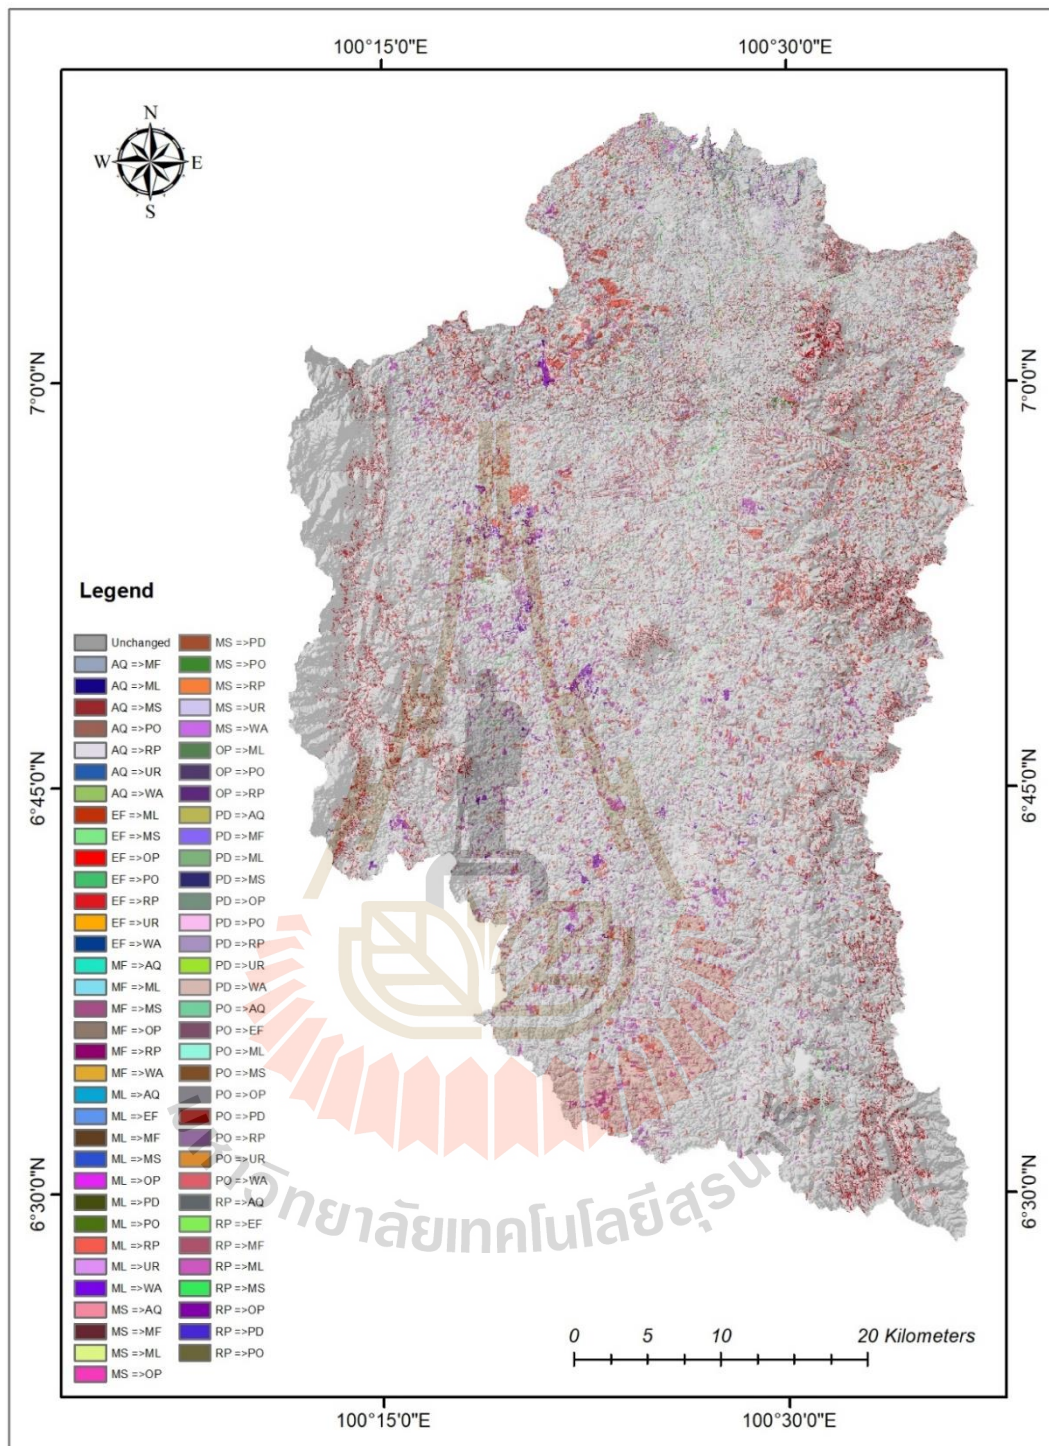 100°15'0"E 100°30'0"E
N
W E
S
7°0'0"N 7°0'0"N
6°45'0"N 6°45'0"N
6°30'0"N 6°30'0"N
Legend
Unchanged
AQ =>MF
AQ =>ML
AQ =>MS
AQ =>PO
AQ =>RP
AQ =>UR
AQ =>WA
EF =>ML
EF =>MS
EF =>OP
EF =>PO
EF =>RP
EF =>UR
EF =>WA
MF =>AQ
MF =>ML
MF =>MS
MF =>OP
MF =>RP
MF =>WA
ML =>AQ
ML =>EF
ML =>MF
ML =>MS
ML =>OP
ML =>PD
ML =>PO
ML =>RP
ML =>UR
ML =>WA
MS =>AQ
MS =>MF
MS =>ML
MS =>OP
MS =>PD
MS =>PO
MS =>RP
MS =>UR
MS =>WA
OP =>ML
OP =>PO
OP =>RP
PD =>AQ
PD =>MF
PD =>ML
PD =>MS
PD =>OP
PD =>PO
PD =>RP
PD =>UR
PD =>WA
PO =>AQ
PO =>EF
PO =>ML
PO =>MS
PO =>OP
PO =>PD
PO =>RP
PO =>UR
PO =>WA
RP =>AQ
RP =>EF
RP =>MF
RP =>ML
RP =>MS
RP =>OP
RP =>PD
RP =>PO
มหาวิทยาลัยเทคโนโลยีสุรนารี
0 5 10 20 Kilometers
100°15'0"E 100°30'0"E